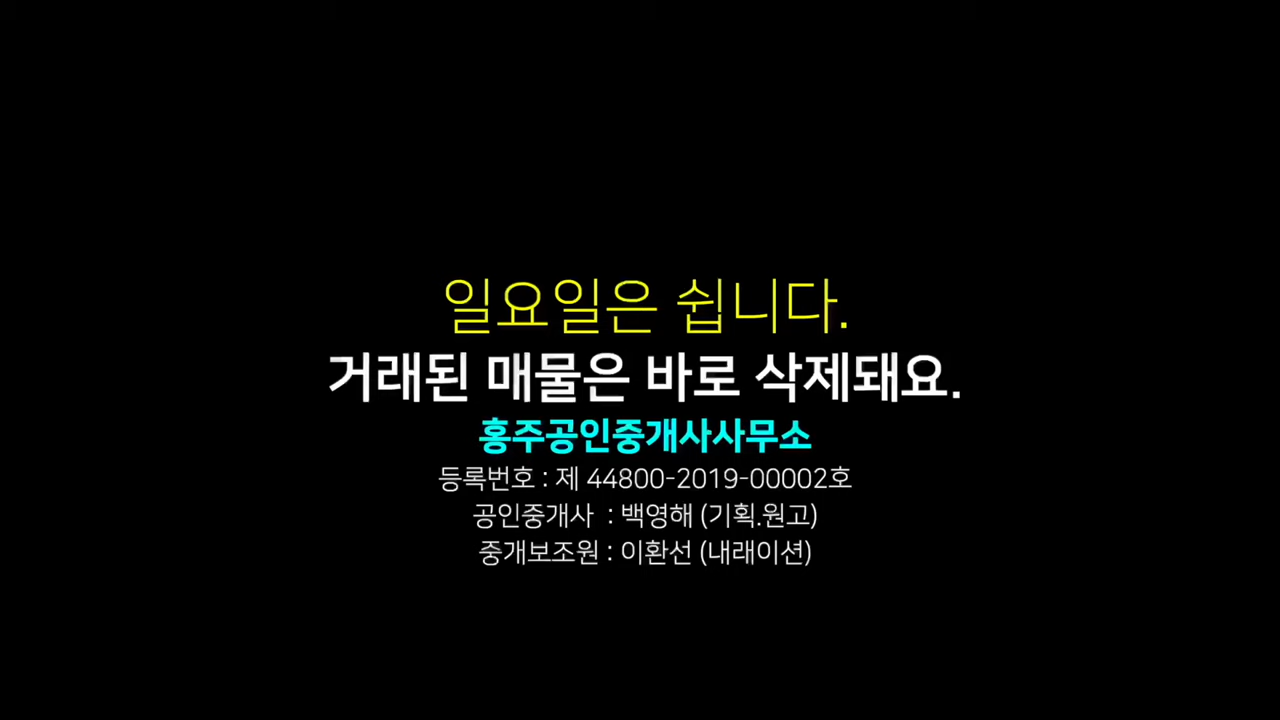 일요일은 쉽니다.
거래된 매물은 바로 삭제돼요.
홍주공인중개사사무소
등록번호 : 제 44800-2019-00002호
공인중개사 : 백영해 (기획.원고)
중개보조원 : 이환선 (내래이션)